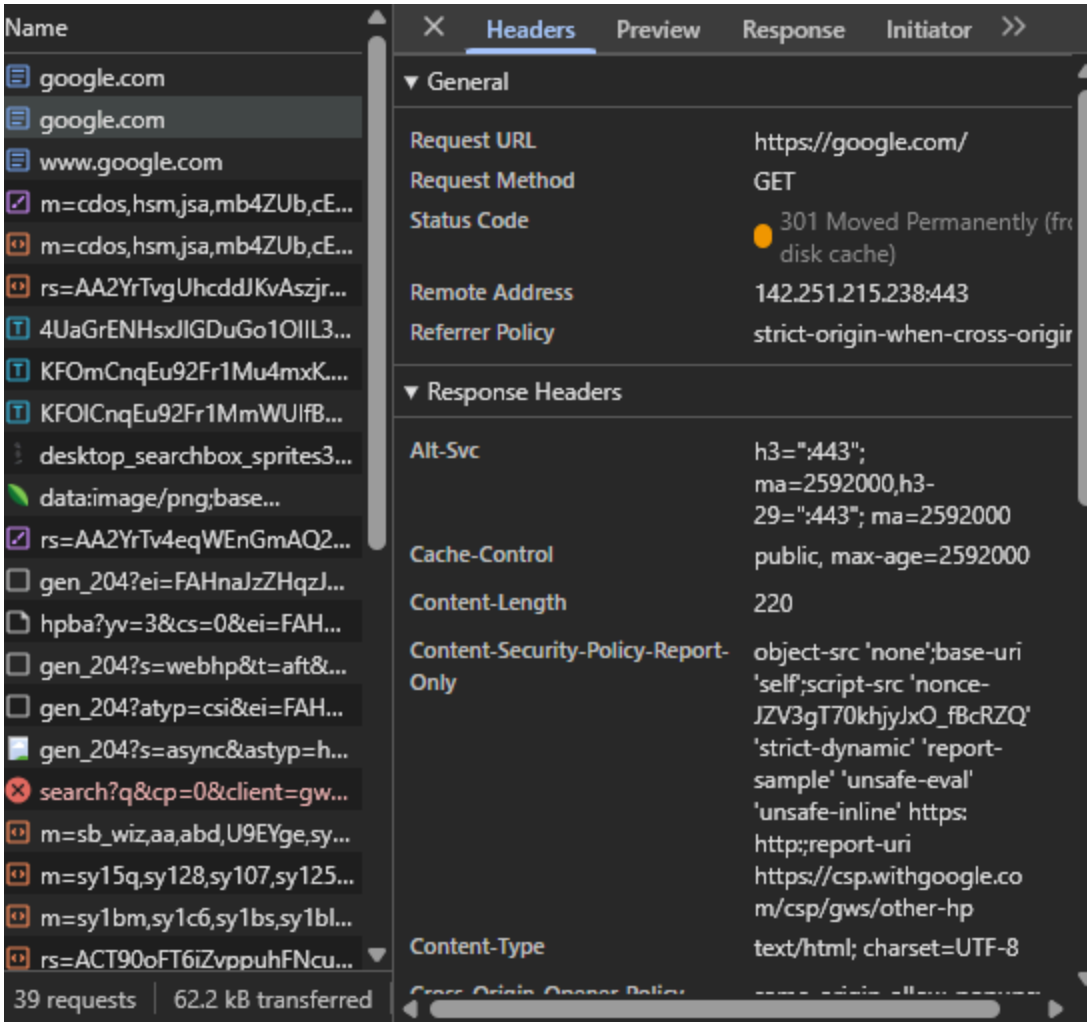 Name
google.com
google.com
www.google.com
m=cdos,hsm,jsa,mb4ZUb,cE...
m=cdos,hsm,jsa,mb4ZUb,cE...
rs=AA2YrTvgUhcddJKvAszjr...
4UaGrENHsxJlGDuGo1OIlL3...
KFOmCnqEu92Fr1Mu4mxK....
KFOlCnqEu92Fr1MmWUlfB...
desktop_searchbox_sprites3...
data:image/png;base...
rs=AA2YrTv4eqWEnGmAQ2...
gen_204?ei=FAHnaJzZHqzJ...
hpba?yv=3&cs=0&ei=FAH...
gen_204?s=webhp&t=aft&...
gen_204?atyp=csi&ei=FAH...
gen_204?s=async&astyp=h...
search?q&cp=0&client=gw...
m=sb_wiz,aa,abd,U9EYge,sy...
m=sy15q,sy128,sy107,sy125...
m=sy1bm,sy1c6,sy1bs,sy1bl...
rs=ACT90oFT6iZvppuhFNcu...
39 requests 62.2 kB transferred
Headers Preview Response Initiator
General
Request URL https://google.com/
Request Method GET
Status Code 301 Moved Permanently (fro
disk cache)
Remote Address 142.251.215.238:443
Referrer Policy strict-origin-when-cross-origin
Response Headers
Alt-Svc h3=":443";
ma=2592000,h3-
29=":443"; ma=2592000
Cache-Control public, max-age=2592000
Content-Length 220
Content-Security-Policy-Report- object-src 'none';base-uri
Only 'self';script-src 'nonce-
JZV3gT70khjyJxO_fBcRZQ'
'strict-dynamic' 'report-
sample' 'unsafe-eval'
'unsafe-inline' https:
http:;report-uri
https://csp.withgoogle.co
m/csp/gws/other-hp
Content-Type text/html; charset=UTF-8
Cross-Origin-Opener-Policy same-origin-allow-popups;